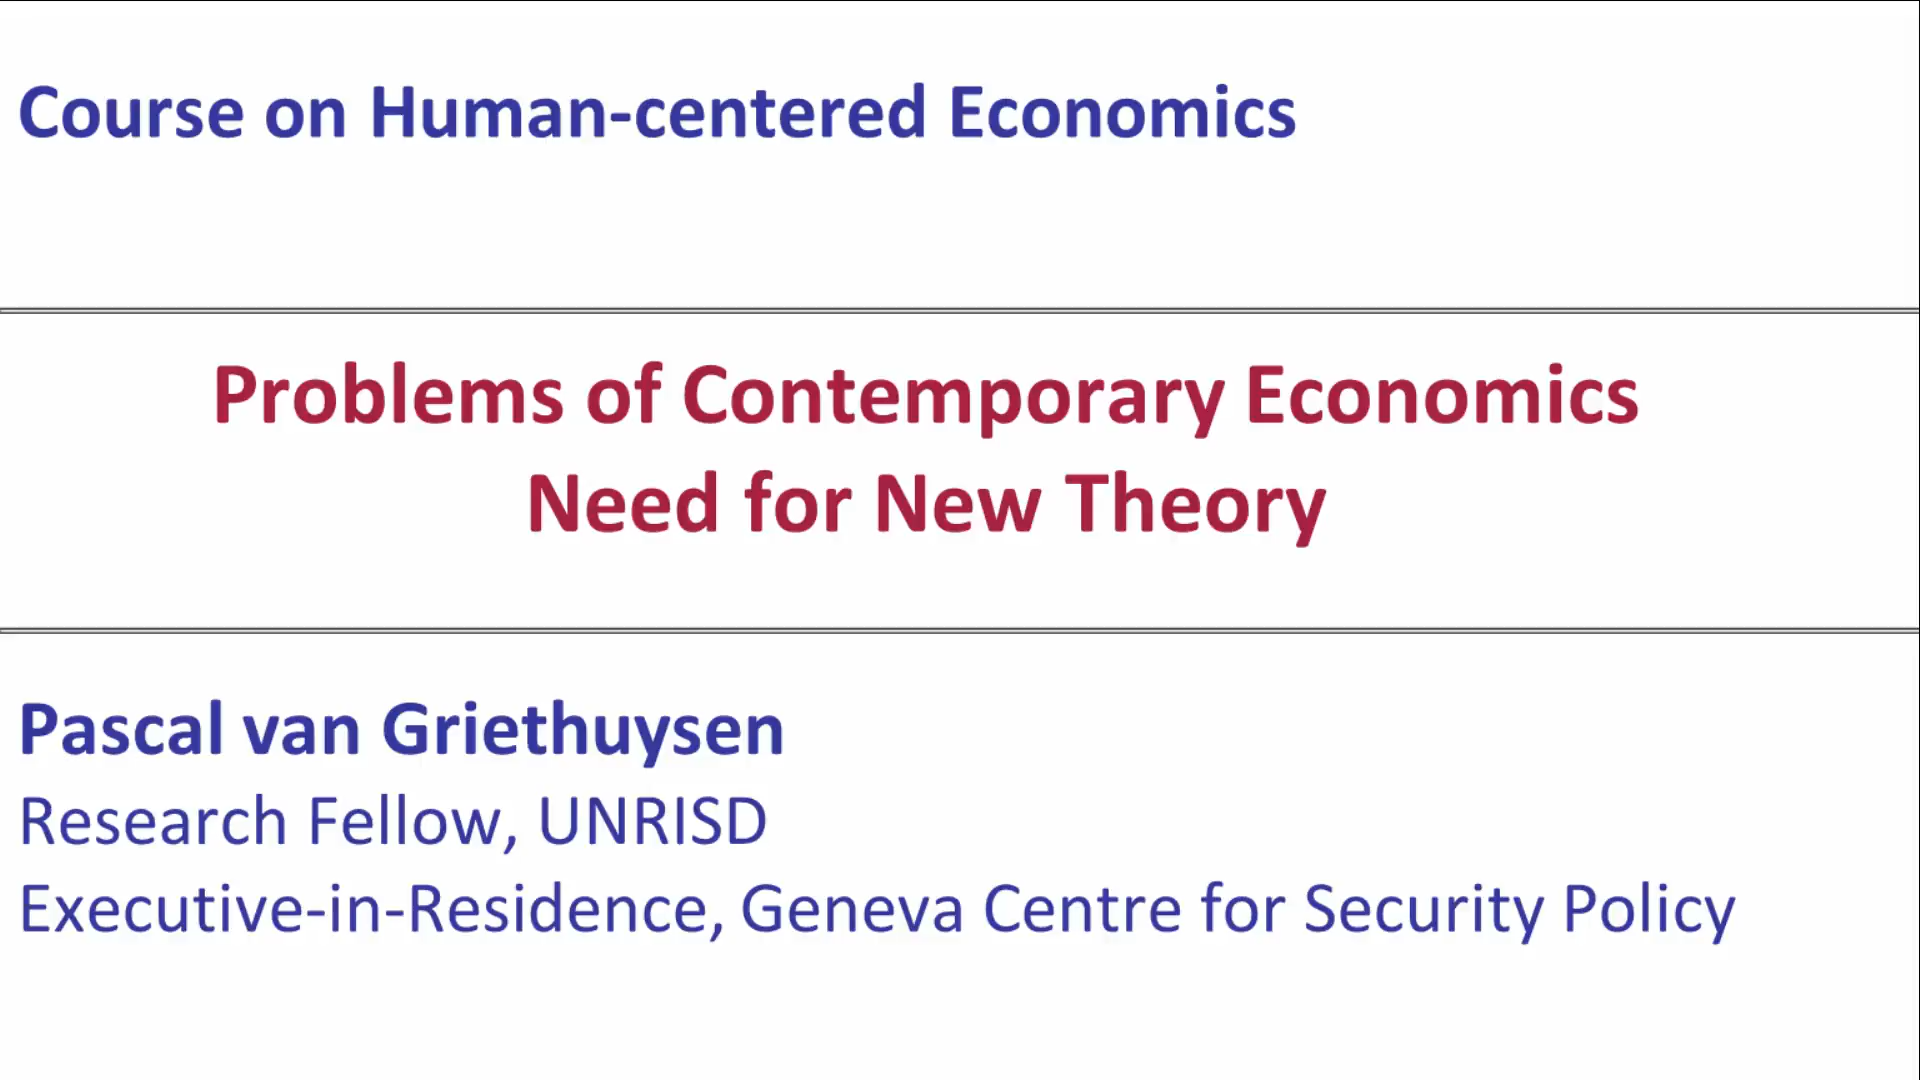 Course on Human-centered Economics
Problems of Contemporary Economics
Need for New Theory
Pascal van Griethuysen
Research Fellow, UNRISD
Executive-in-Residence, Geneva Centre for Security Policy